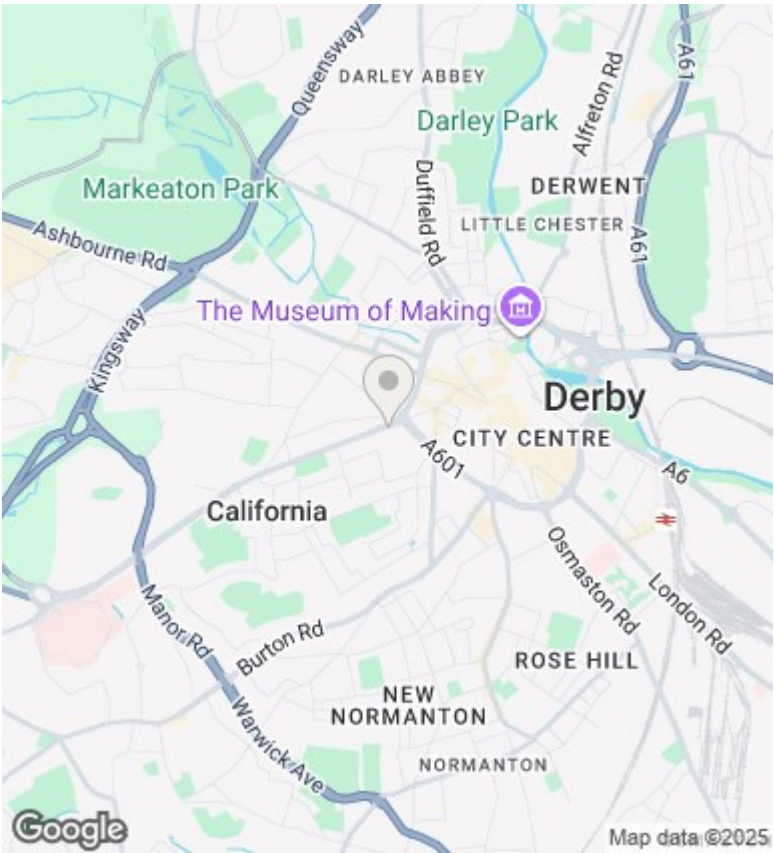 Queensway
A61
DARLEY ABBEY
Alfreton Rd
Darley Park
Duffield Rd
DERWENT
Markeaton Park
LITTLE CHESTER
A61
Ashbourne Rd
The Museum of Making
Kingsway
Derby
CITY CENTRE
A601
A6
California
Osmaston Rd
London Rd
Manor Rd
Burton Rd
ROSE HILL
NEW
NORMANTON
Warwick Ave
NORMANTON
Google
Map data ©2025